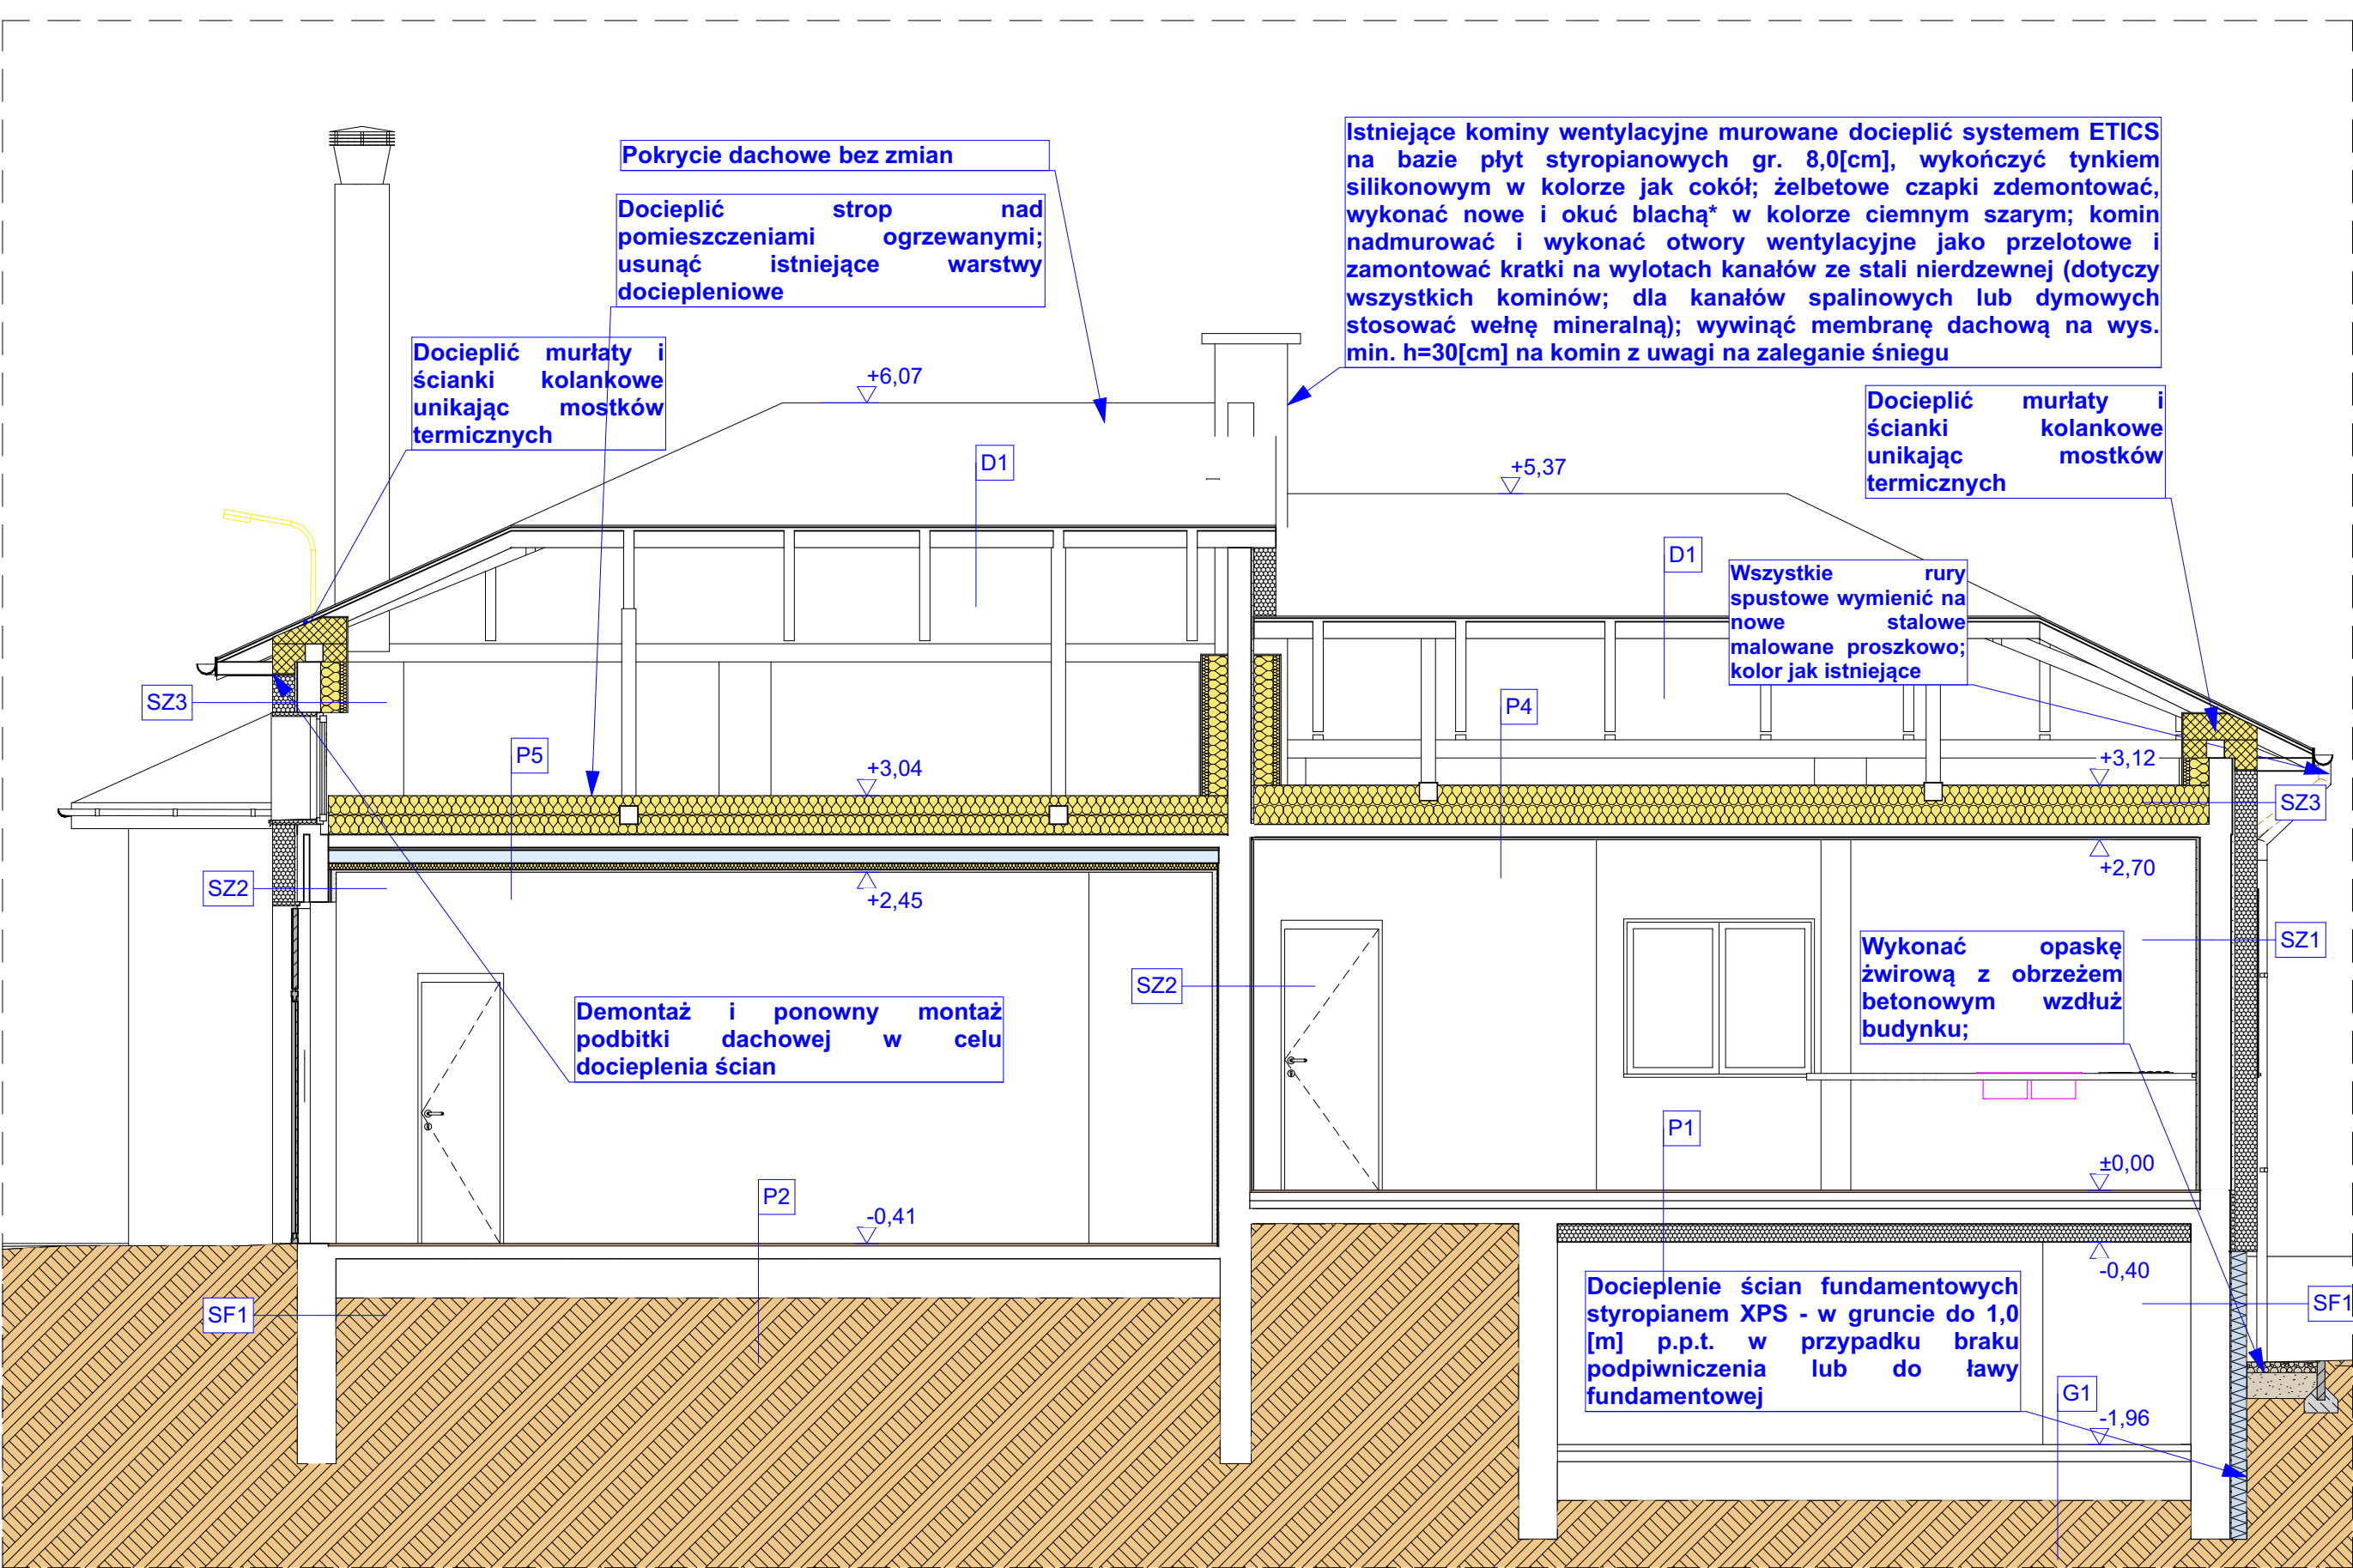 Pokrycie dachowe bez zmian
Docieplić strop nad
pomieszczeniami ogrzewanymi;
usunąć istniejące warstwy
dociepleniowe
Istniejące kominy wentylacyjne murowane docieplić systemem ETICS
na bazie płyt styropianowych gr. 8,0[cm], wykończyć tynkiem
silikonowym w kolorze jak cokół; żelbetowe czapki zdemontować,
wykonać nowe i okuć blachą* w kolorze ciemnym szarym; komin
nadmurować i wykonać otwory wentylacyjne jako przelotowe i
zamontować kratki na wylotach kanałów ze stali nierdzewnej (dotyczy
wszystkich kominów; dla kanałów spalinowych lub dymowych
stosować wełnę mineralną); wywinąć membranę dachową na wys.
min. h=30[cm] na komin z uwagi na zaleganie śniegu
Docieplić murłaty i
ścianki kolankowe
unikając mostków
termicznych
+6,07
Docieplić murłaty i
ścianki kolankowe
unikając mostków
termicznych
D1
+5,37
D1
Wszystkie rury
spustowe wymienić na
nowe stalowe
malowane proszkowo;
kolor jak istniejące
SZ3
P4
P5
+3,04
+3,12
SZ3
SZ2
+2,45
+2,70
SZ1
Wykonać opaskę
żwirową z obrzeżem
betonowym wzdłuż
budynku;
SZ2
Demontaż i ponowny montaż
podbitki dachowej w celu
docieplenia ścian
P1
±0,00
P2
-0,41
-0,40
Docieplenie ścian fundamentowych
styropianem XPS - w gruncie do 1,0
[m] p.p.t. w przypadku braku
podpiwniczenia lub do ławy
fundamentowej
SF1
SF1
G1
-1,96